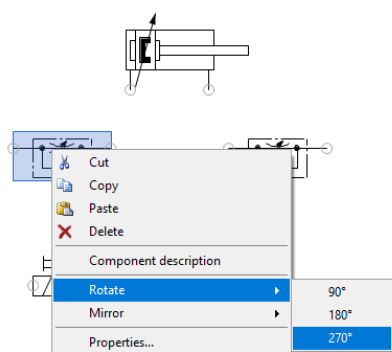 Cut
Copy
Paste
Delete
Component description
Rotate
90°
Mirror
180°
270°
Properties...